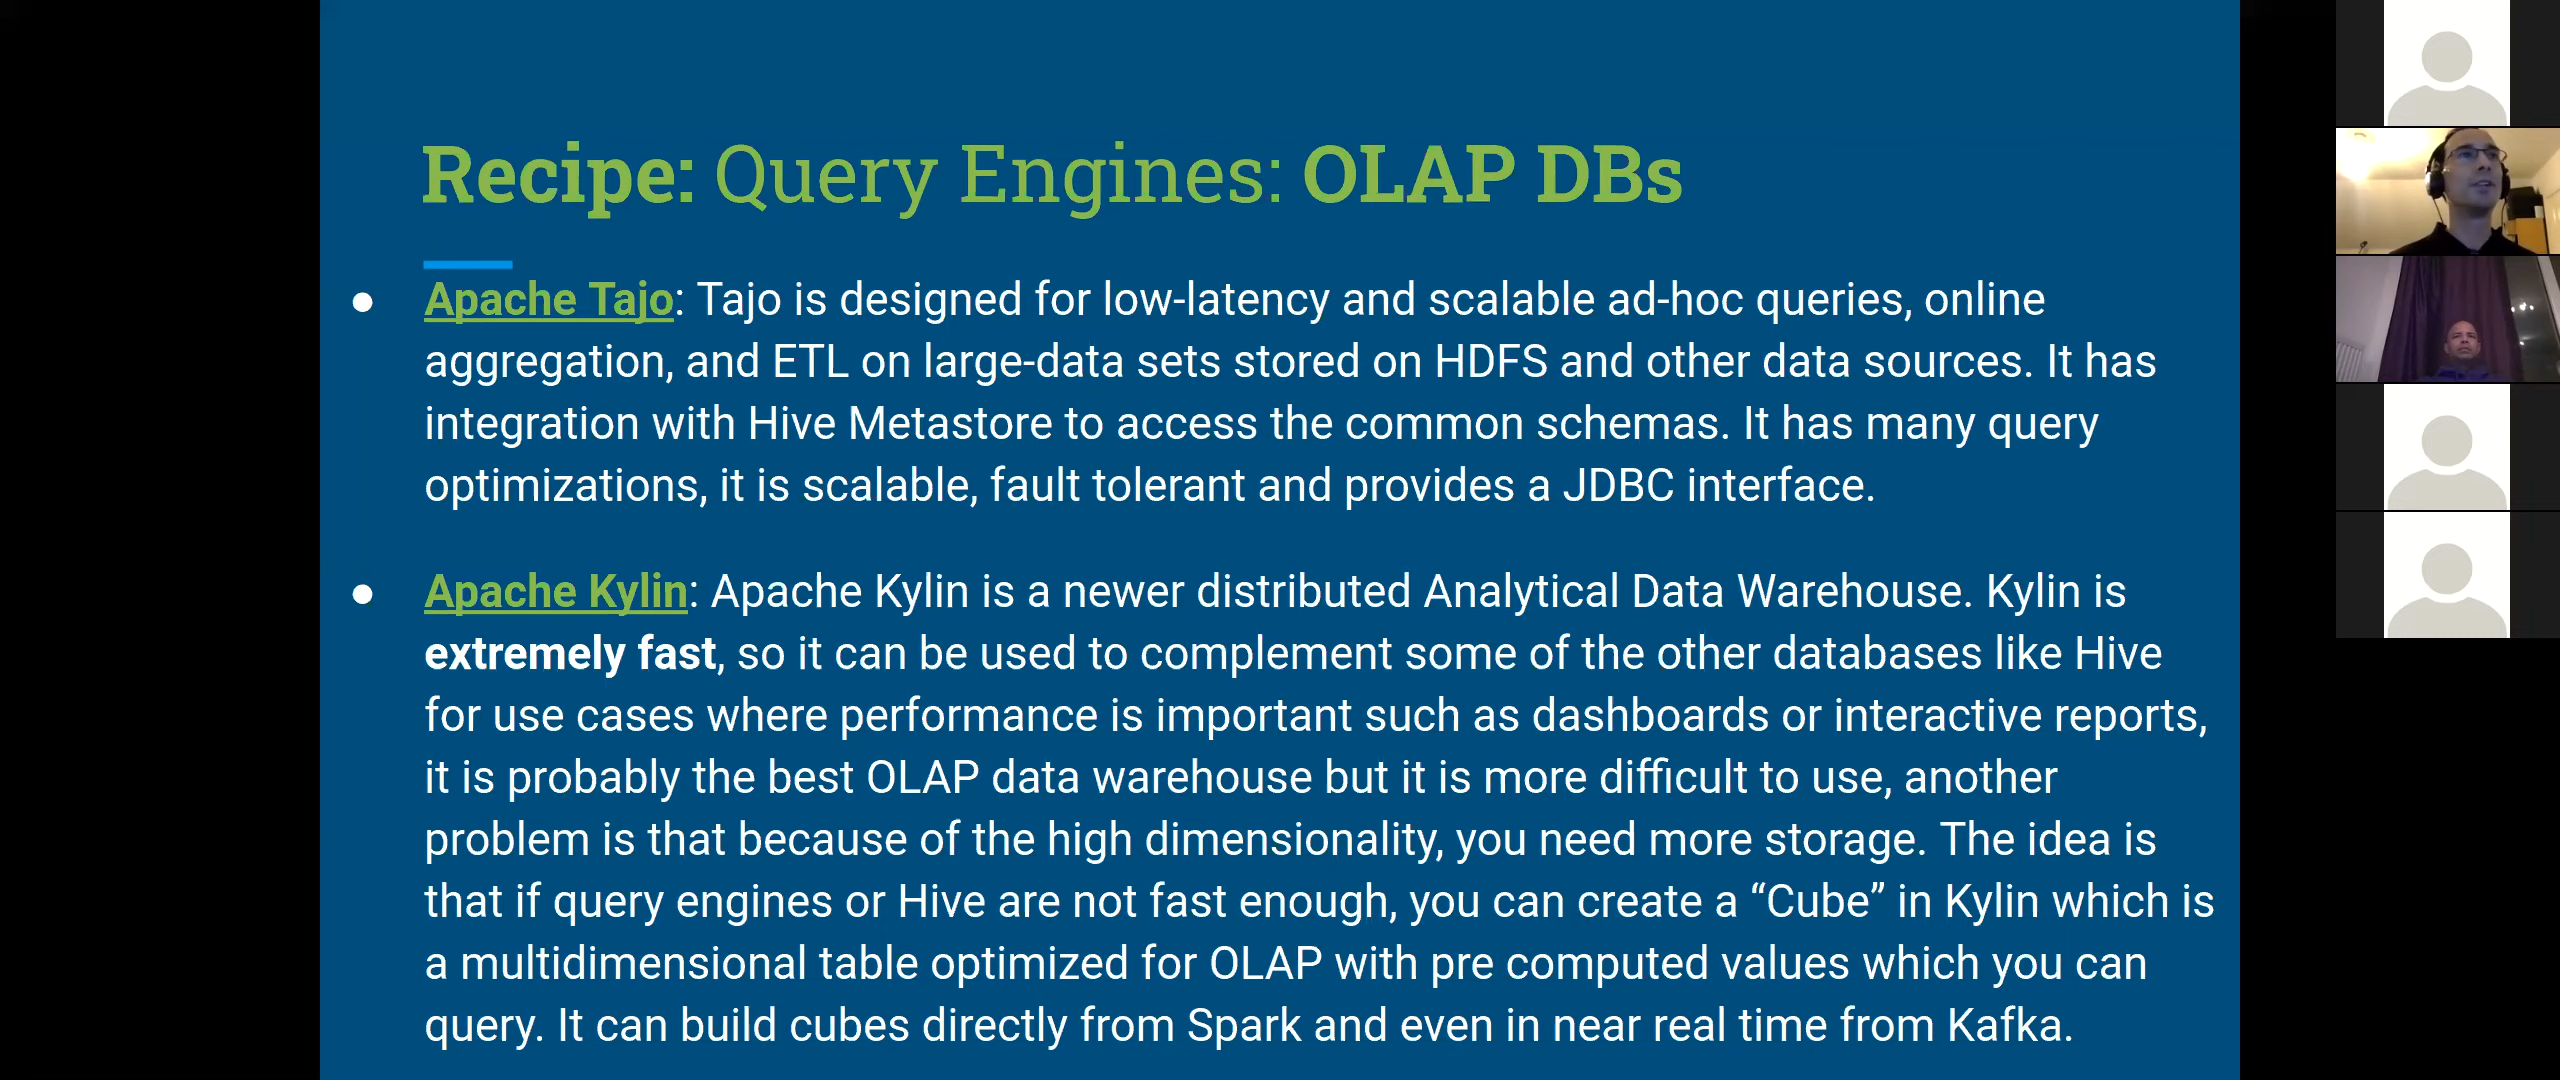 Recipe: Query Engines: OLAP DBs
● Apache Tajo: Tajo is designed for low-latency and scalable ad-hoc queries, online
aggregation, and ETL on large-data sets stored on HDFS and other data sources. It has
integration with Hive Metastore to access the common schemas. It has many query
optimizations, it is scalable, fault tolerant and provides a JDBC interface.
● Apache Kylin: Apache Kylin is a newer distributed Analytical Data Warehouse. Kylin is
extremely fast, so it can be used to complement some of the other databases like Hive
for use cases where performance is important such as dashboards or interactive reports,
it is probably the best OLAP data warehouse but it is more difficult to use, another
problem is that because of the high dimensionality, you need more storage. The idea is
that if query engines or Hive are not fast enough, you can create a “Cube” in Kylin which is
a multidimensional table optimized for OLAP with pre computed values which you can
query. It can build cubes directly from Spark and even in near real time from Kafka.